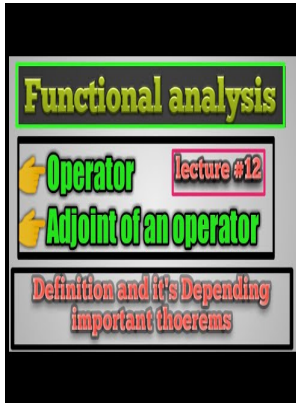 Functional analysis
Operator
lecture #12
Adjoint of an operator
Definition and it's Depending
important thoerems